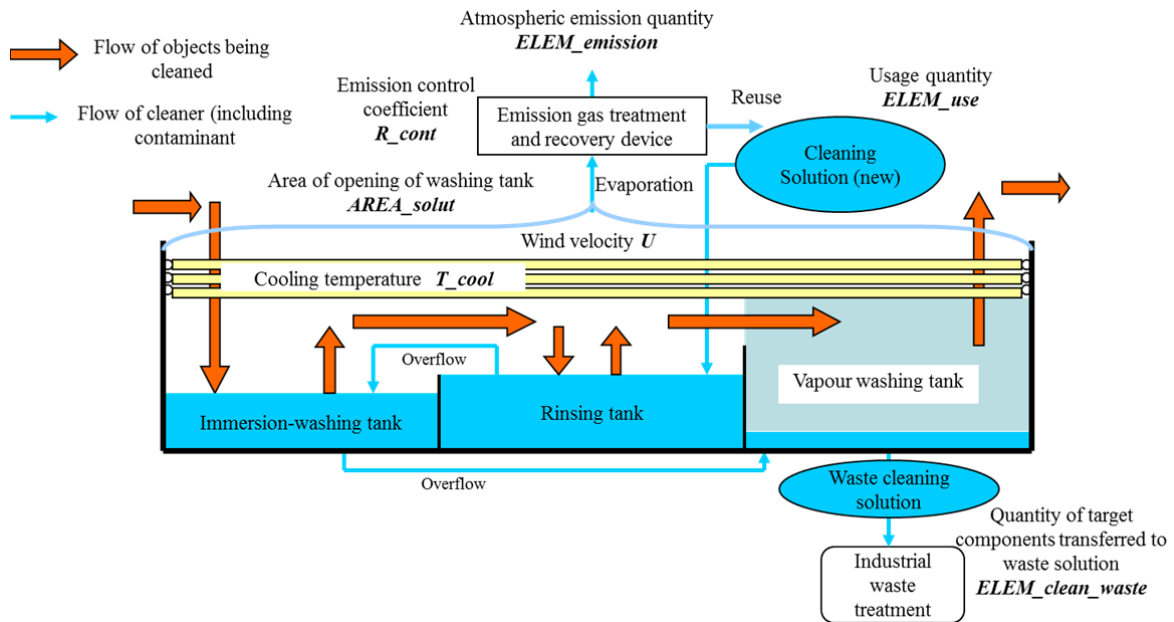 Atmospheric emission quantity
ELEM_emission
Flow of objects being
cleaned
Flow of cleaner (including
contaminant
Emission control
coefficient
R_cont
Emission gas treatment
and recovery device
Reuse
Usage quantity
ELEM_use
Cleaning
Solution (new)
Area of opening of washing tank
AREA_solut
Evaporation
Wind velocity U
Cooling temperature T_cool
Overflow
Immersion-washing tank
Rinsing tank
Vapour washing tank
Overflow
Waste cleaning
solution
Quantity of target
components transferred to
waste solution
ELEM_clean_waste
Industrial
waste
treatment